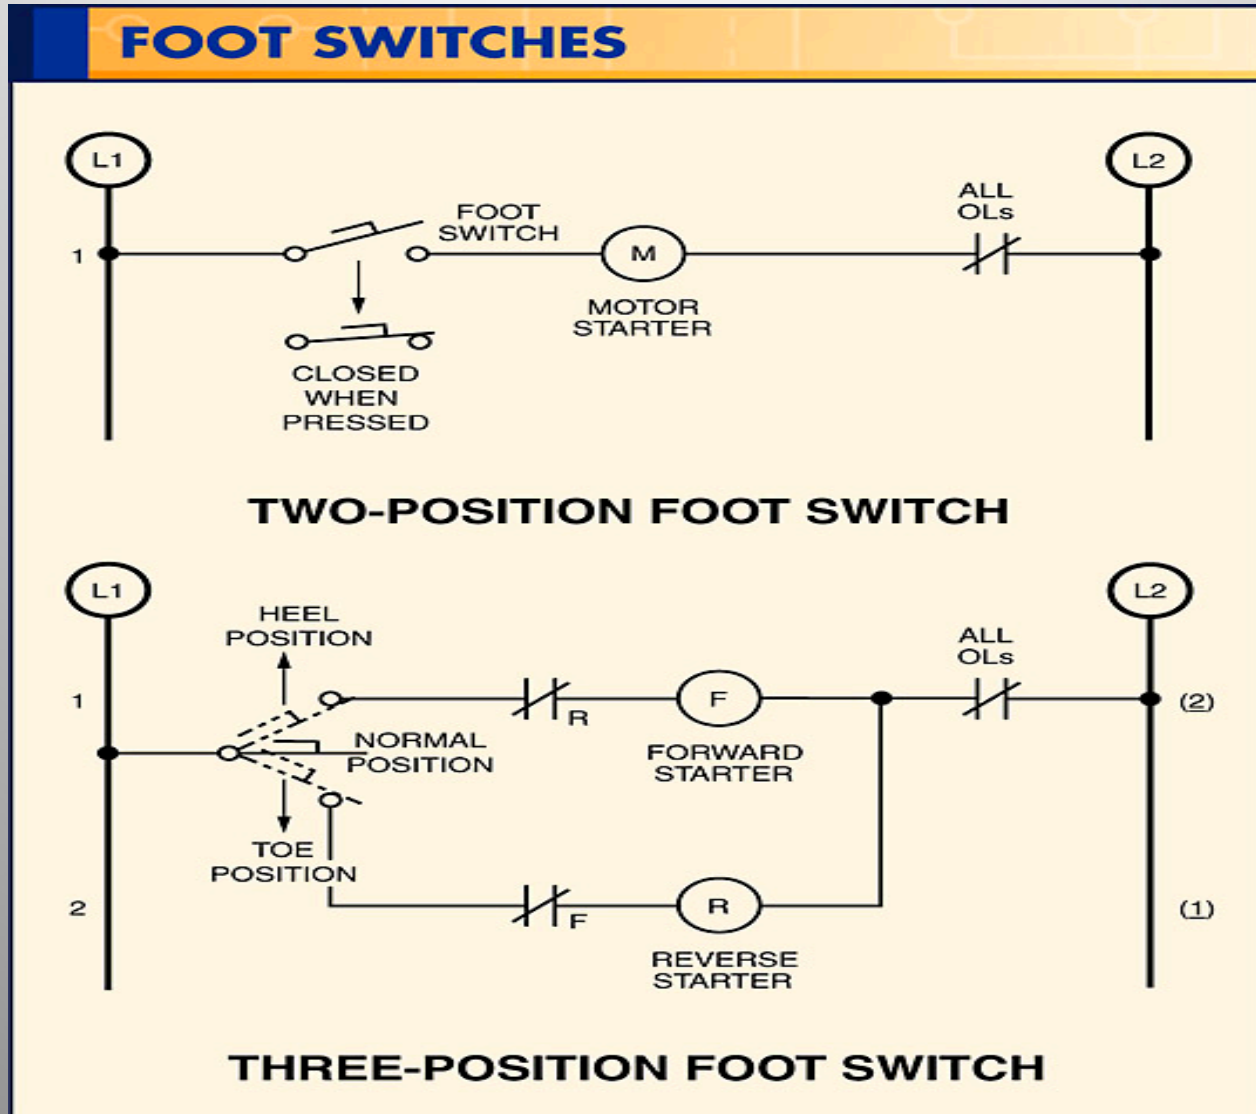 FOOT SWITCHES
L1
L2
ALL
OLs
FOOT
SWITCH
1
M
MOTOR
STARTER
CLOSED
WHEN
PRESSED
TWO-POSITION FOOT SWITCH
L1
L2
HEEL
POSITION
ALL
OLs
1
R
F
(2)
NORMAL
POSITION
FORWARD
STARTER
TOE
POSITION
2
F
R
(1)
REVERSE
STARTER
THREE-POSITION FOOT SWITCH